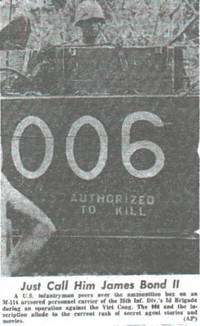 006
AUTHORIZED
TO KILL
Just Call Him James Bond II
A U.S. infantryman peers over the ammunition box on an
M-114 armored personnel carrier of the 25th Inf. Div.'s 3d Brigade
during an operation against the Viet Cong. The 006 and the in-
scription allude to the current rash of secret agent stories and
movies. (AP)